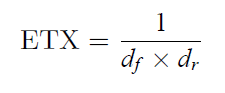 ETX = 1 / (d_f × d_r)